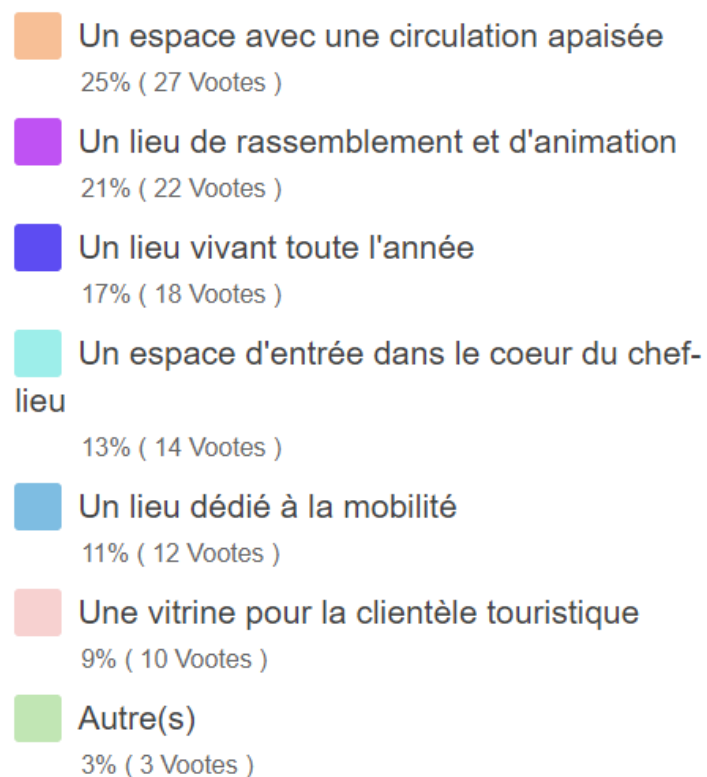 Un espace avec une circulation apaisée
25% ( 27 Vootes )
Un lieu de rassemblement et d'animation
21% ( 22 Vootes )
Un lieu vivant toute l'année
17% ( 18 Vootes )
Un espace d'entrée dans le coeur du chef-
lieu
13% ( 14 Vootes )
Un lieu dédié à la mobilité
11% ( 12 Vootes )
Une vitrine pour la clientèle touristique
9% ( 10 Vootes )
Autre(s)
3% ( 3 Vootes )